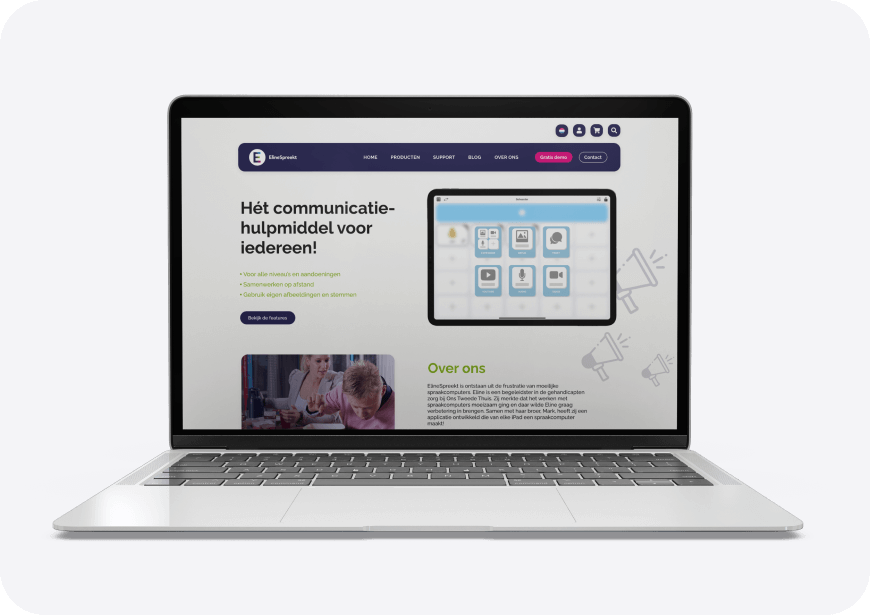 E ElineSpreekt
HOME PRODUCTEN SUPPORT BLOG OVER ONS Gratis demo Contact
Hét communicatie-
hulpmiddel voor
iedereen!
• Voor alle niveau's en aandoeningen
• Samenwerken op afstand
• Gebruik eigen afbeeldingen en stemmen
Bekijk de features
Over ons
ElineSpreekt is ontstaan uit de frustratie van moeilijke
spraakcomputers. Eline is een begeleidster in de gehandicapten
zorg bij Ons Tweede Thuis. Zij merkte dat het werken met
spraakcomputers moeizaam ging en daar wilde Eline graag
verbetering in brengen. Samen met haar broer, Mark, heeft zij een
applicatie ontwikkeld die van elke iPad een spraakcomputer
maakt!